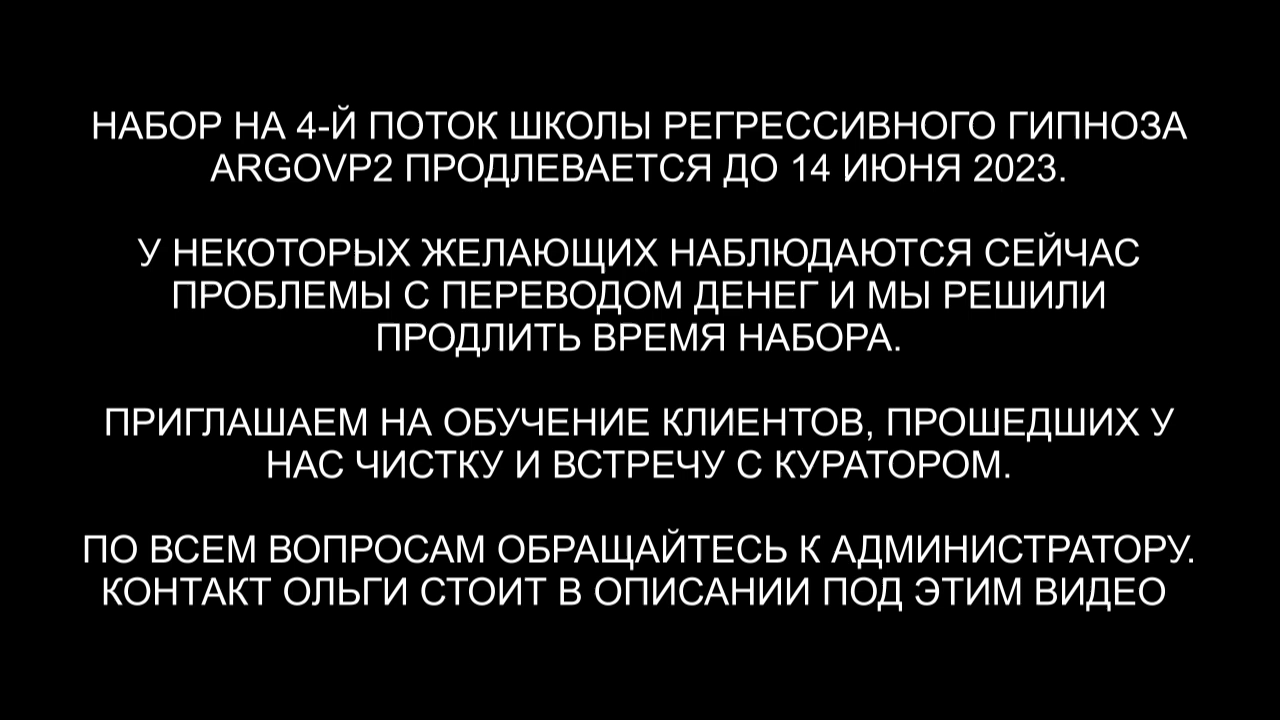 НАБОР НА 4-Й ПОТОК ШКОЛЫ РЕГРЕССИВНОГО ГИПНОЗА
ARGOVP2 ПРОДЛЕВАЕТСЯ ДО 14 ИЮНЯ 2023.
У НЕКОТОРЫХ ЖЕЛАЮЩИХ НАБЛЮДАЮТСЯ СЕЙЧАС
ПРОБЛЕМЫ С ПЕРЕВОДОМ ДЕНЕГ И МЫ РЕШИЛИ
ПРОДЛИТЬ ВРЕМЯ НАБОРА.
ПРИГЛАШАЕМ НА ОБУЧЕНИЕ КЛИЕНТОВ, ПРОШЕДШИХ У
НАС ЧИСТКУ И ВСТРЕЧУ С КУРАТОРОМ.
ПО ВСЕМ ВОПРОСАМ ОБРАЩАЙТЕСЬ К АДМИНИСТРАТОРУ.
КОНТАКТ ОЛЬГИ СТОИТ В ОПИСАНИИ ПОД ЭТИМ ВИДЕО